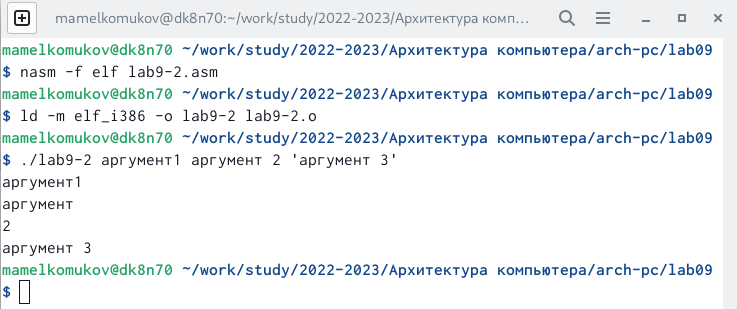 mamelkomukov@dk8n70:~/work/study/2022-2023/Архитектура комп...
mamelkomukov@dk8n70 ~/work/study/2022-2023/Архитектура компьютера/arch-pc/lab09
$ nasm -f elf lab9-2.asm
mamelkomukov@dk8n70 ~/work/study/2022-2023/Архитектура компьютера/arch-pc/lab09
$ ld -m elf_i386 -o lab9-2 lab9-2.o
mamelkomukov@dk8n70 ~/work/study/2022-2023/Архитектура компьютера/arch-pc/lab09
$ ./lab9-2 аргумент1 аргумент 2 'аргумент 3'
аргумент1
аргумент
2
аргумент 3
mamelkomukov@dk8n70 ~/work/study/2022-2023/Архитектура компьютера/arch-pc/lab09
$